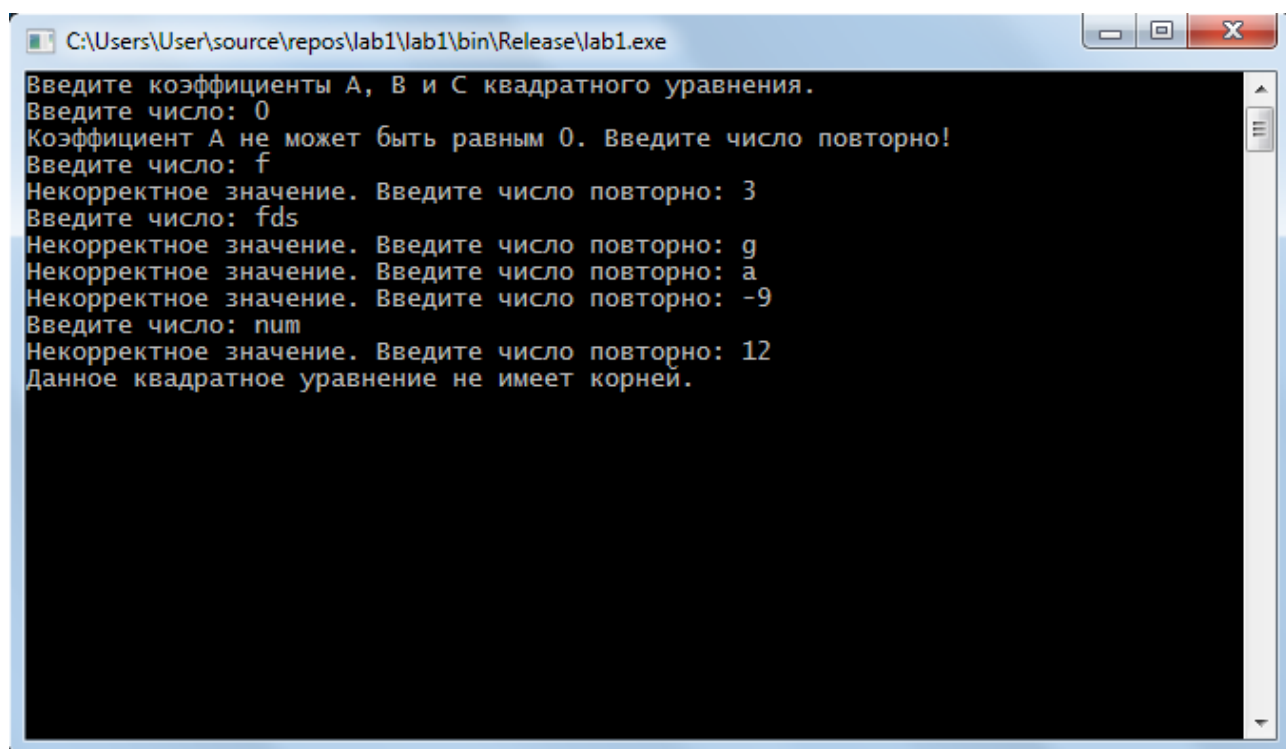 C:\Users\User\source\repos\lab1\lab1\bin\Release\lab1.exe
Введите коэффициенты A, B и C квадратного уравнения.
Введите число: 0
Коэффициент A не может быть равным 0. Введите число повторно!
Введите число: f
Некорректное значение. Введите число повторно: 3
Введите число: fds
Некорректное значение. Введите число повторно: g
Некорректное значение. Введите число повторно: a
Некорректное значение. Введите число повторно: -9
Введите число: num
Некорректное значение. Введите число повторно: 12
Данное квадратное уравнение не имеет корней.